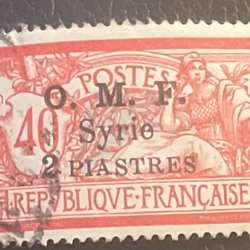 POSTES
O. M. F.
40 Syrie
2 PIASTRES
REPUBLIQUE·FRANÇAISE